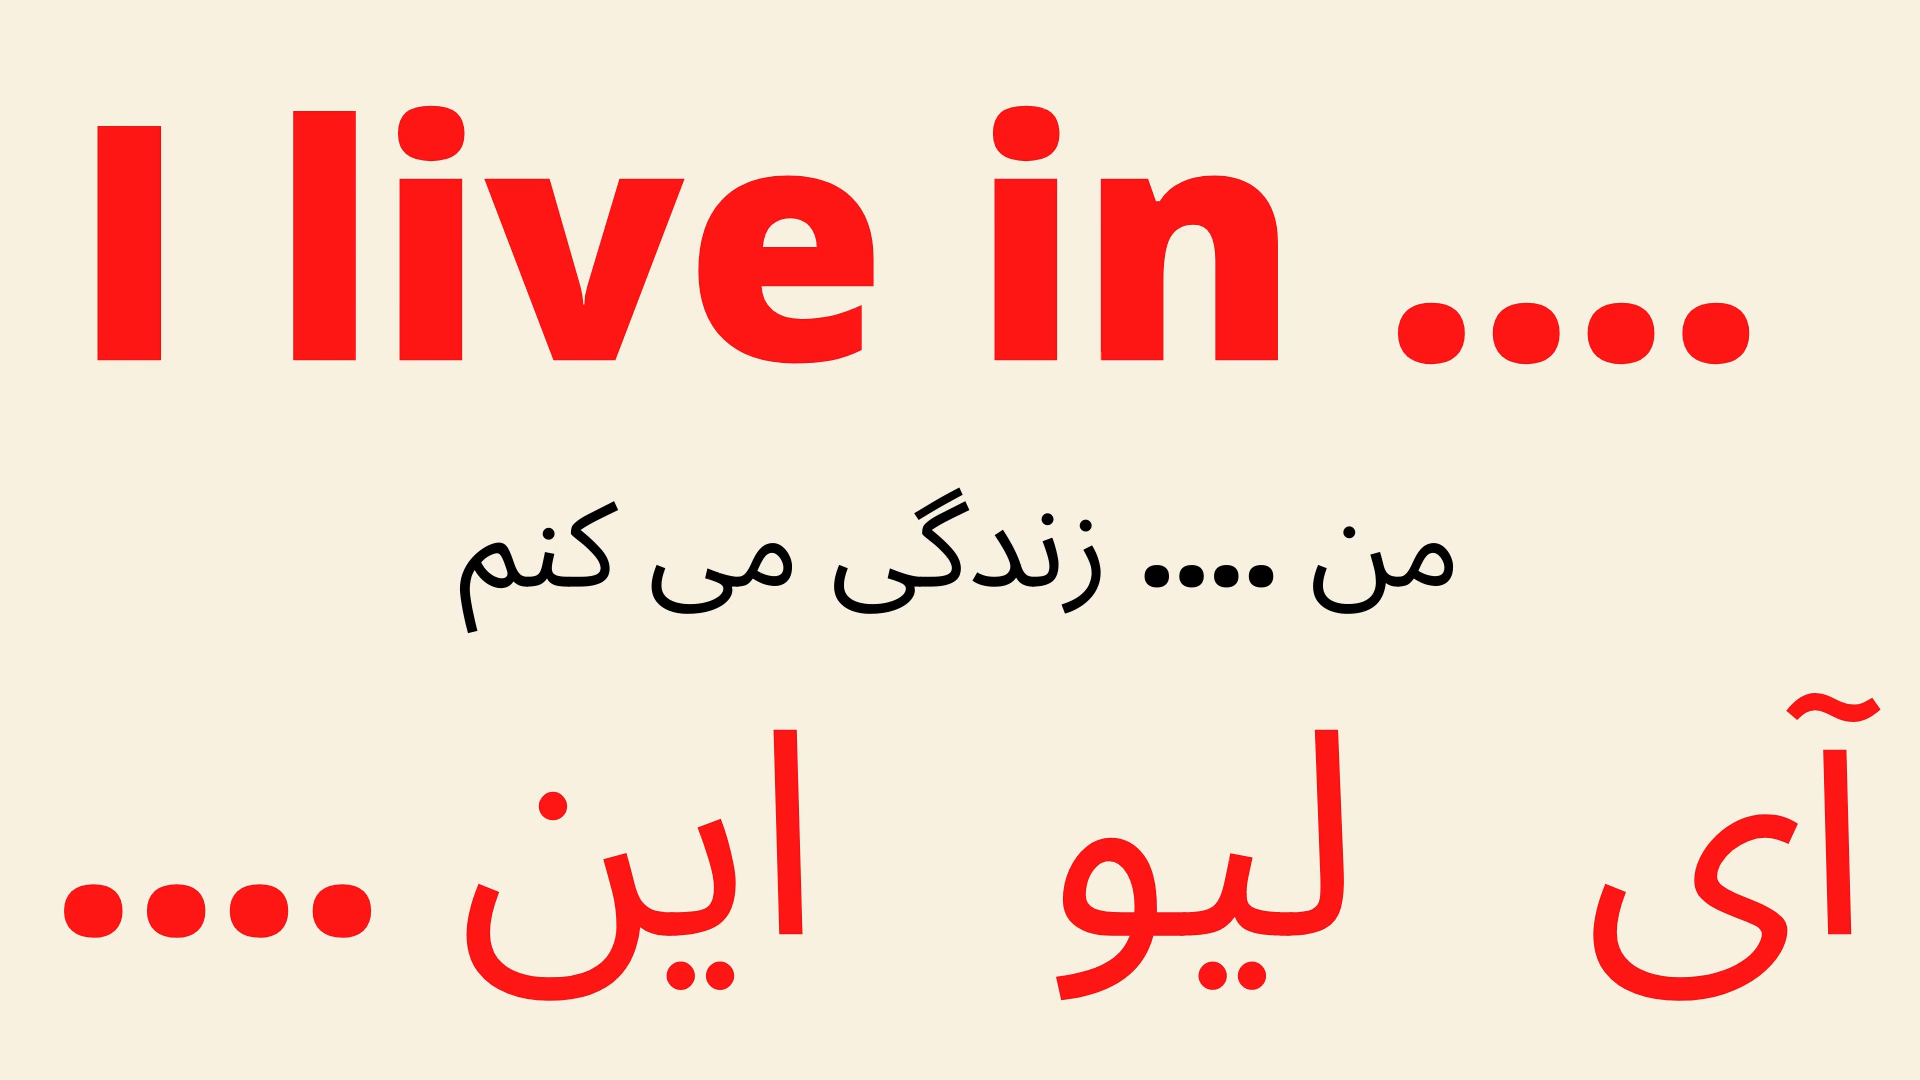 I live in ....
من .... زندگی می کنم
آی لیو این ....